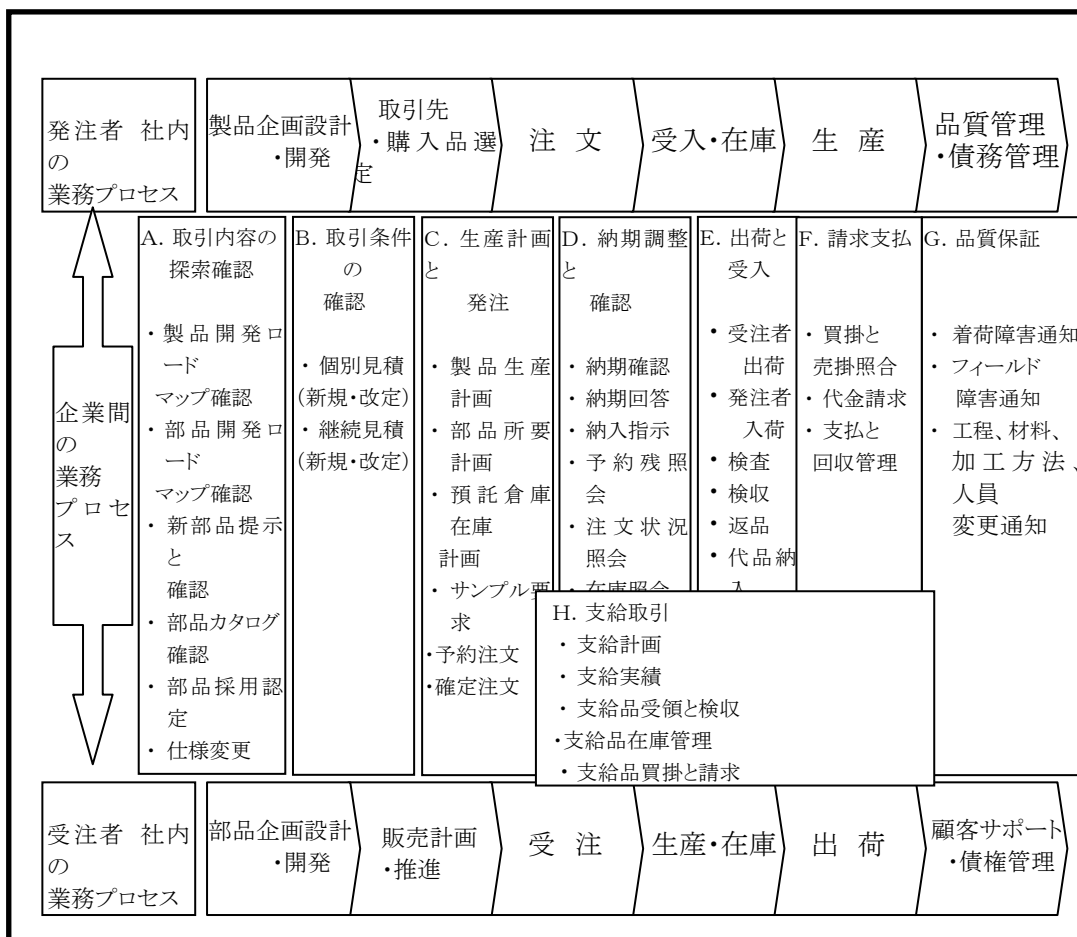 発注者 社内
の
業務プロセス
製品企画設計
・開発
取引先
・購入品選
定
注 文
受入・在庫
生 産
品質管理
・債務管理
企業間
の
業務
プロセ
ス
A. 取引内容の
探索確認
・ 製品開発ロ
ード
マップ確認
・ 部品開発ロ
ード
マップ確認
・ 新部品提示
と
確認
・ 部品カタログ
確認
・ 部品採用認
定
・ 仕様変更
B. 取引条件
の
確認
・ 個別見積
(新規・改定)
・ 継続見積
(新規・改定)
C. 生産計画
と
発注
・ 製品生産
計画
・ 部品所要
計画
・ 預託倉庫
在庫
計画
・ サンプル要
求
・予約注文
・確定注文
D. 納期調整
と
確認
・ 納期確認
・ 納期回答
・ 納入指示
・ 予約残照
会
・ 注文状況
照会
・ 在庫照会
E. 出荷と
受入
・ 受注者
出荷
・ 発注者
入荷
・ 検査
・ 検収
・ 返品
・ 代品納
入
F. 請求支払
・ 買掛と
売掛照合
・ 代金請求
・ 支払と
回収管理
G. 品質保証
・ 着荷障害通知
・ フィールド
障害通知
・ 工程、材料、
加工方法、
人員
変更通知
H. 支給取引
・ 支給計画
・ 支給実績
・ 支給品受領と検収
・支給品在庫管理
・ 支給品買掛と請求
受注者 社内
の
業務プロセス
部品企画設計
・開発
販売計画
・推進
受 注
生産・在庫
出 荷
顧客サポート
・債権管理